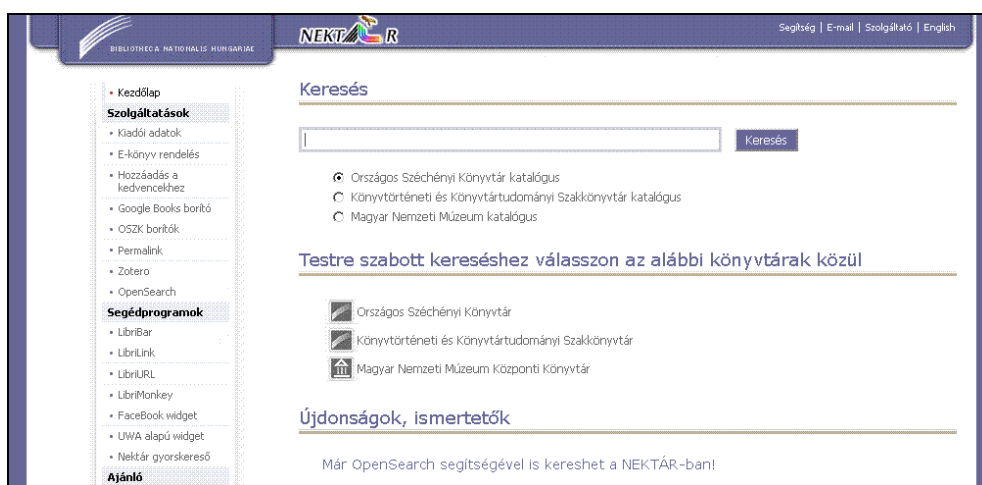 BIBLIOTHECA NATIONALIS HUNGARIAE
NEKTÁR
Segítség | E-mail | Szolgáltató | English
Kezdőlap
Szolgáltatások
Kiadói adatok
E-könyv rendelés
Hozzáadás a
kedvencekhez
Google Books borító
OSZK borítók
Permalink
Zotero
OpenSearch
Segédprogramok
LibriBar
LibriLink
LibriURL
LibriMonkey
FaceBook widget
UWA alapú widget
Nektár gyorskereső
Ajánló
Keresés
Keresés
Országos Széchényi Könyvtár katalógus
Könyvtörténeti és Könyvtártudományi Szakkönyvtár katalógus
Magyar Nemzeti Múzeum katalógus
Testre szabott kereséshez válasszon az alábbi könyvtárak közül
Országos Széchényi Könyvtár
Könyvtörténeti és Könyvtártudományi Szakkönyvtár
Magyar Nemzeti Múzeum Központi Könyvtár
Újdonságok, ismertetők
Már OpenSearch segítségével is kereshet a NEKTÁR-ban!